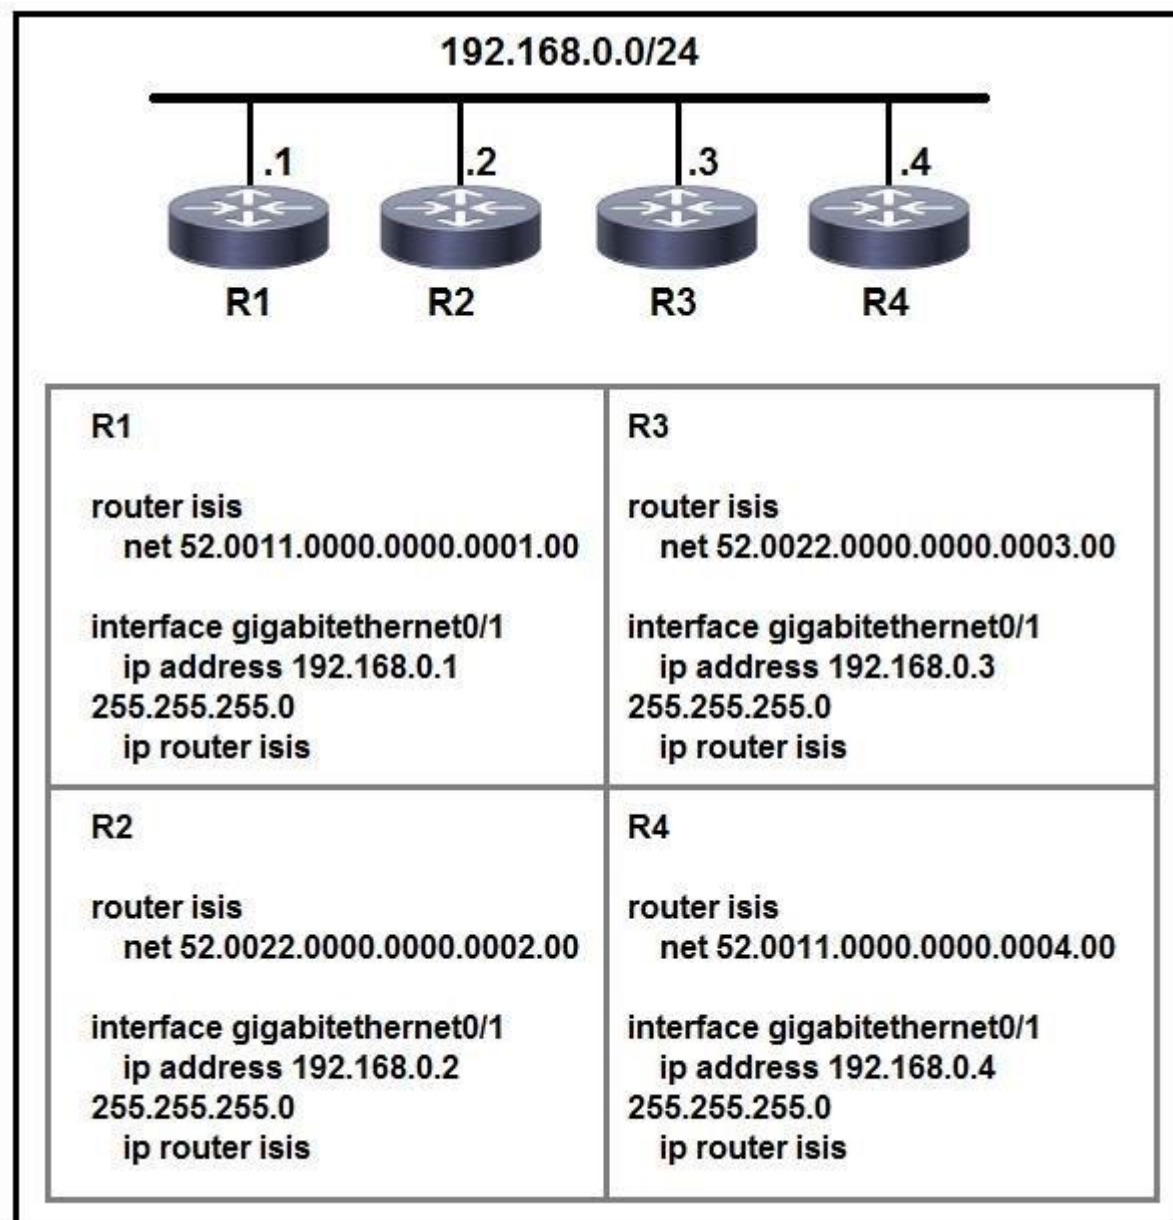 192.168.0.0/24
.1
.2
.3
.4
R1
R2
R3
R4
R1
router isis
net 52.0011.0000.0000.0001.00
interface gigabitethernet0/1
ip address 192.168.0.1
255.255.255.0
ip router isis
R3
router isis
net 52.0022.0000.0000.0003.00
interface gigabitethernet0/1
ip address 192.168.0.3
255.255.255.0
ip router isis
R2
router isis
net 52.0022.0000.0000.0002.00
interface gigabitethernet0/1
ip address 192.168.0.2
255.255.255.0
ip router isis
R4
router isis
net 52.0011.0000.0000.0004.00
interface gigabitethernet0/1
ip address 192.168.0.4
255.255.255.0
ip router isis